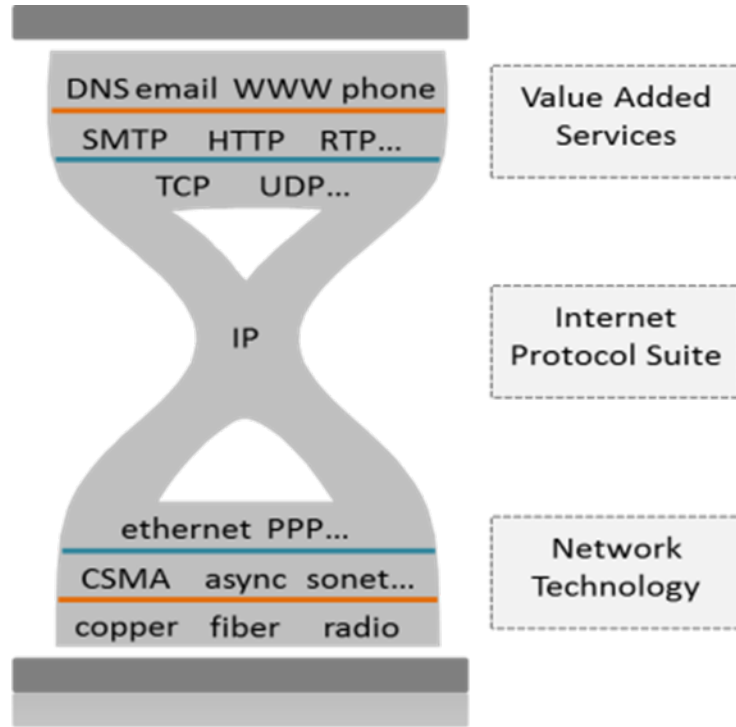 DNS email WWW phone
SMTP HTTP RTP...
TCP UDP...
IP
ethernet PPP...
CSMA async sonet...
copper fiber radio
Value Added
Services
Internet
Protocol Suite
Network
Technology